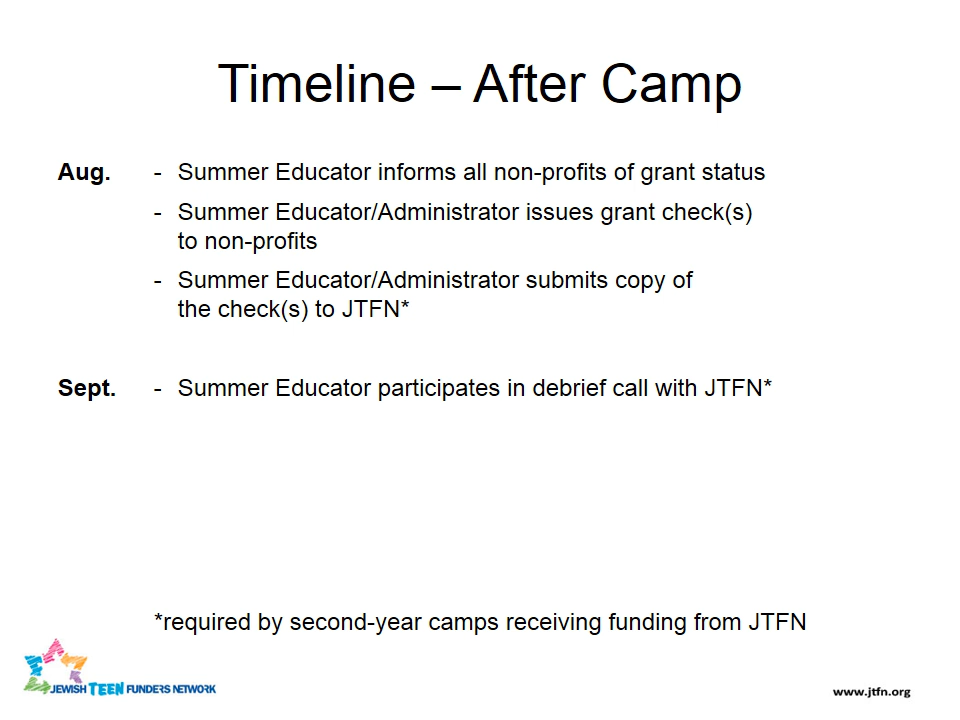 Timeline – After Camp
Aug. - Summer Educator informs all non-profits of grant status
- Summer Educator/Administrator issues grant check(s)
to non-profits
- Summer Educator/Administrator submits copy of
the check(s) to JTFN*
Sept. - Summer Educator participates in debrief call with JTFN*
*required by second-year camps receiving funding from JTFN
JEWISH TEEN FUNDERS NETWORK
www.jtfn.org